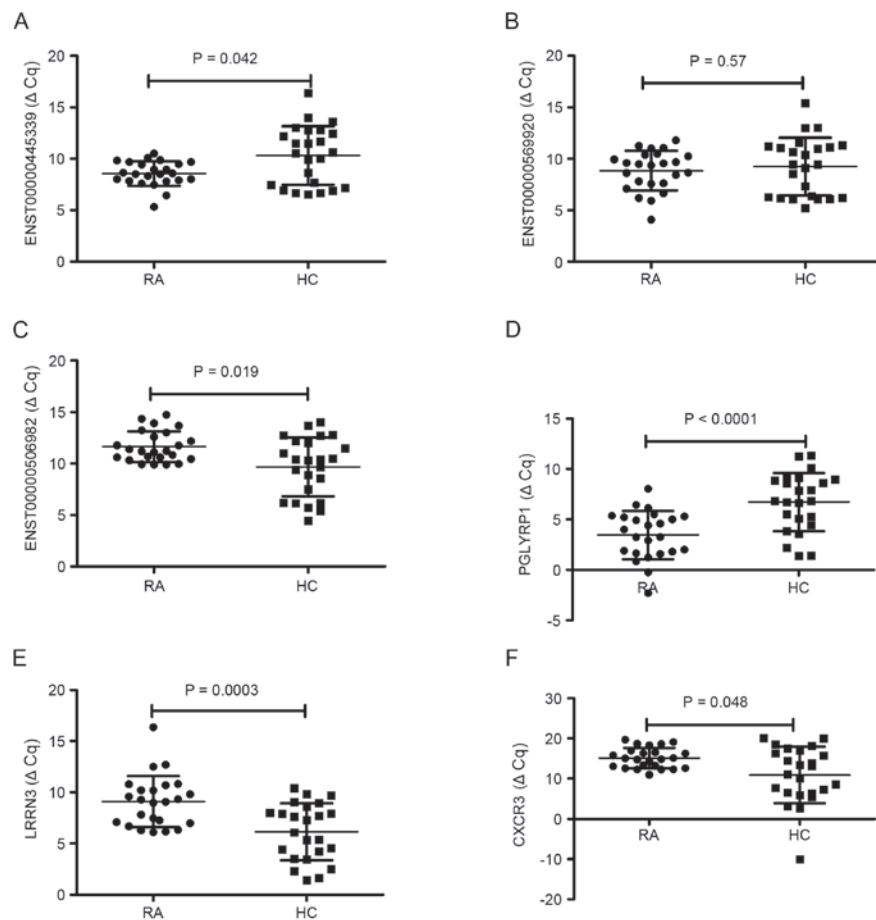 A
P = 0.042
ENST00000445339 (Δ Cq)
20
15
10
5
0
RA
HC
B
P = 0.57
ENST00000569920 (Δ Cq)
20
15
10
5
0
RA
HC
C
P = 0.019
ENST00000506982 (Δ Cq)
20
15
10
5
0
RA
HC
D
P < 0.0001
PGLYRP1 (Δ Cq)
15
10
5
0
-5
RA
HC
E
P = 0.0003
LRRN3 (Δ Cq)
20
15
10
5
0
RA
HC
F
P = 0.048
CXCR3 (Δ Cq)
30
20
10
0
-10
-20
RA
HC